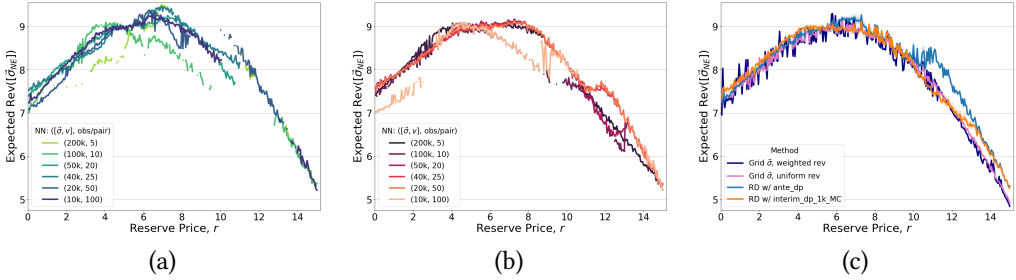 Expected Rev([σ⃗_NE])
9
8
7
6
5
NN: ([σ⃗, v], obs/pair)
(200k, 5)
(100k, 10)
(50k, 20)
(40k, 25)
(20k, 50)
(10k, 100)
0 2 4 6 8 10 12 14
Reserve Price, r
(a)
Expected Rev([σ⃗_NE])
9
8
7
6
5
NN: ([σ⃗, v], obs/pair)
(200k, 5)
(100k, 10)
(50k, 20)
(40k, 25)
(20k, 50)
(10k, 100)
0 2 4 6 8 10 12 14
Reserve Price, r
(b)
Expected Rev([σ⃗_NE])
9
8
7
6
5
Method
Grid σ⃗, weighted rev
Grid σ⃗, uniform rev
RD w/ ante_dp
RD w/ interim_dp_1k_MC
0 2 4 6 8 10 12 14
Reserve Price, r
(c)